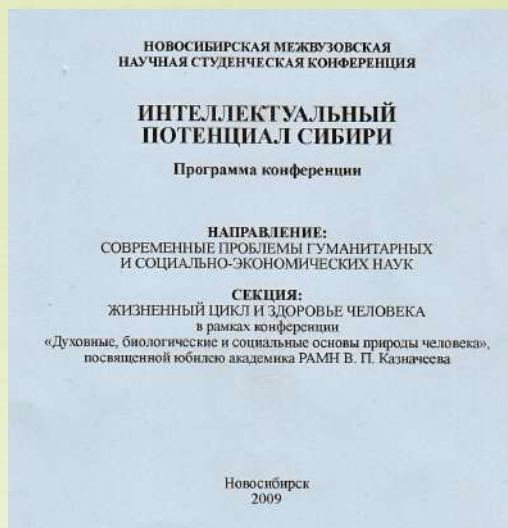 НОВОСИБИРСКАЯ МЕЖВУЗОВСКАЯ
НАУЧНАЯ СТУДЕНЧЕСКАЯ КОНФЕРЕНЦИЯ
ИНТЕЛЛЕКТУАЛЬНЫЙ
ПОТЕНЦИАЛ СИБИРИ
Программа конференции
НАПРАВЛЕНИЕ:
СОВРЕМЕННЫЕ ПРОБЛЕМЫ ГУМАНИТАРНЫХ
И СОЦИАЛЬНО-ЭКОНОМИЧЕСКИХ НАУК
СЕКЦИЯ:
ЖИЗНЕННЫЙ ЦИКЛ И ЗДОРОВЬЕ ЧЕЛОВЕКА
в рамках конференции
«Духовные, биологические и социальные основы природы человека»,
посвященной юбилею академика РАМН В. П. Казначеева
Новосибирск
2009